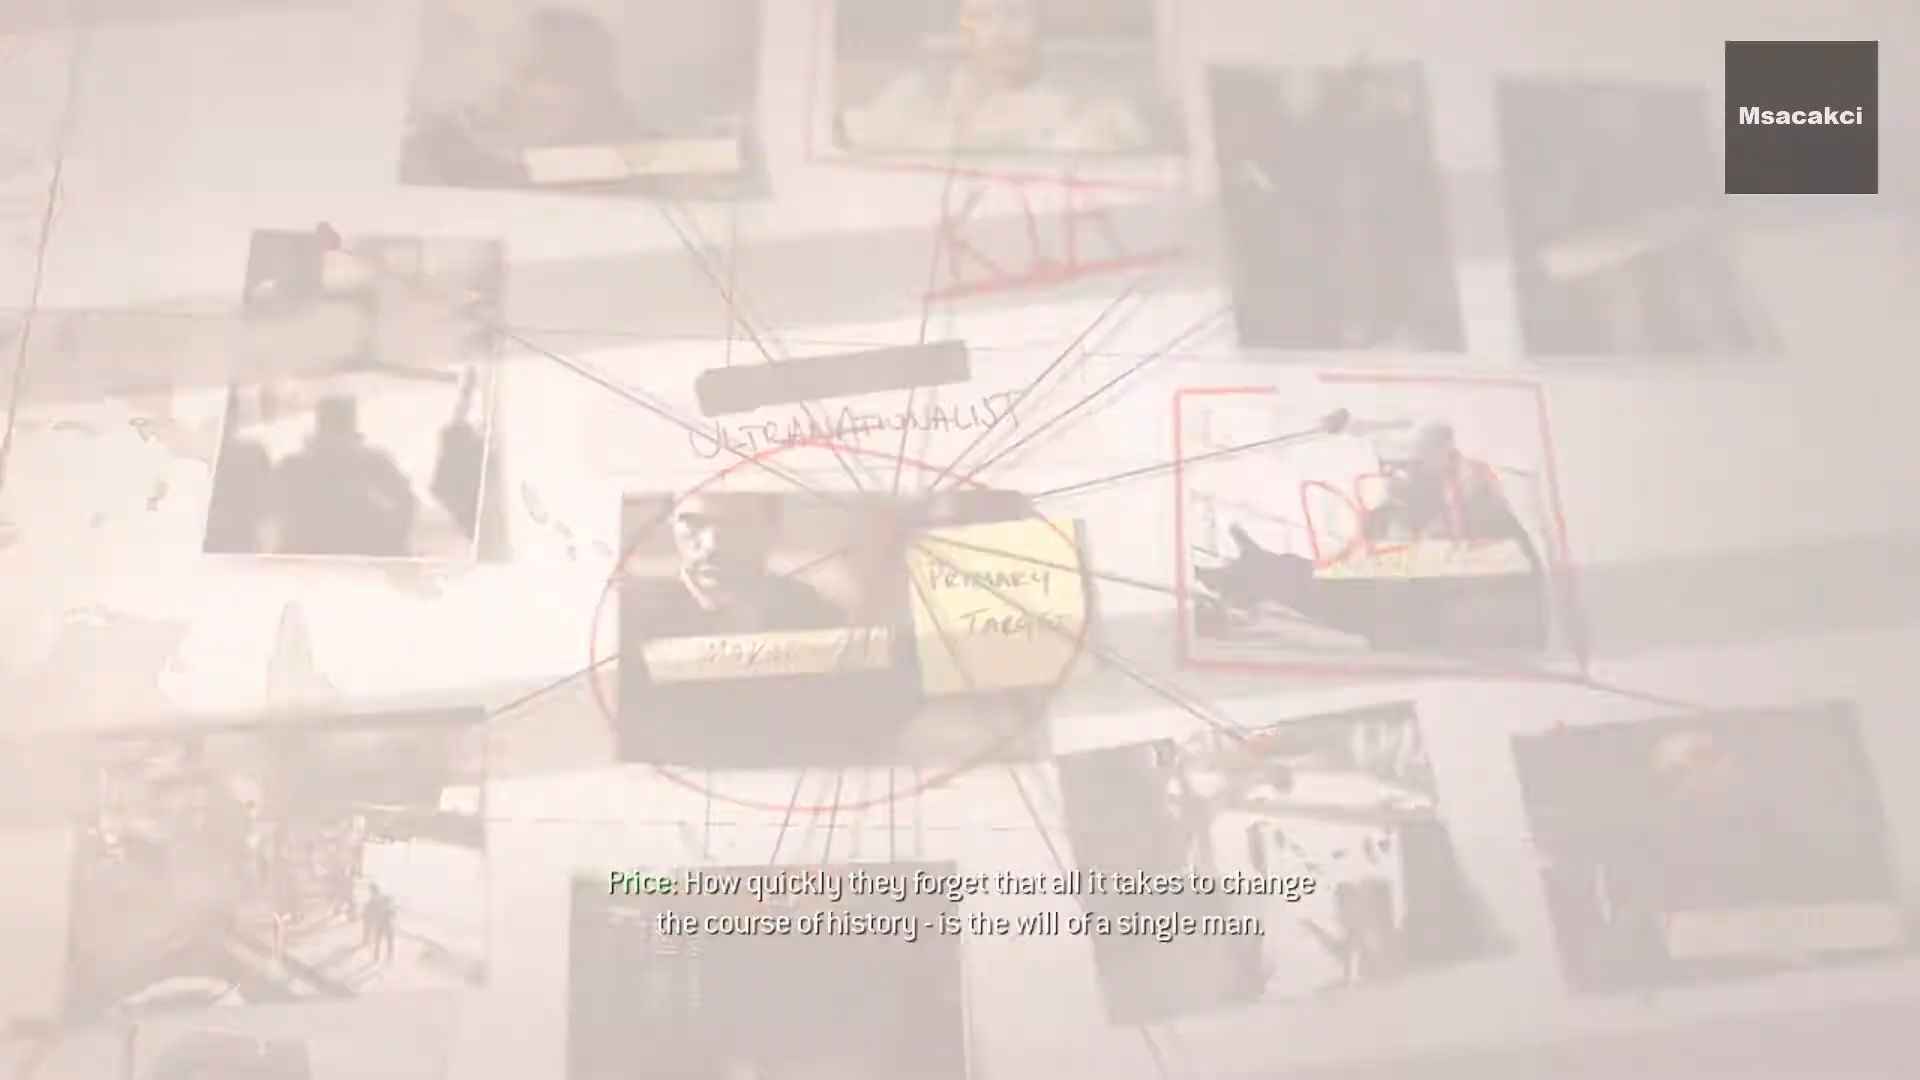 Msacakci
ULTRANATIONALIST
PRIMARY
TARGET
Price: How quickly they forget that all it takes to change
the course of history - is the will of a single man.